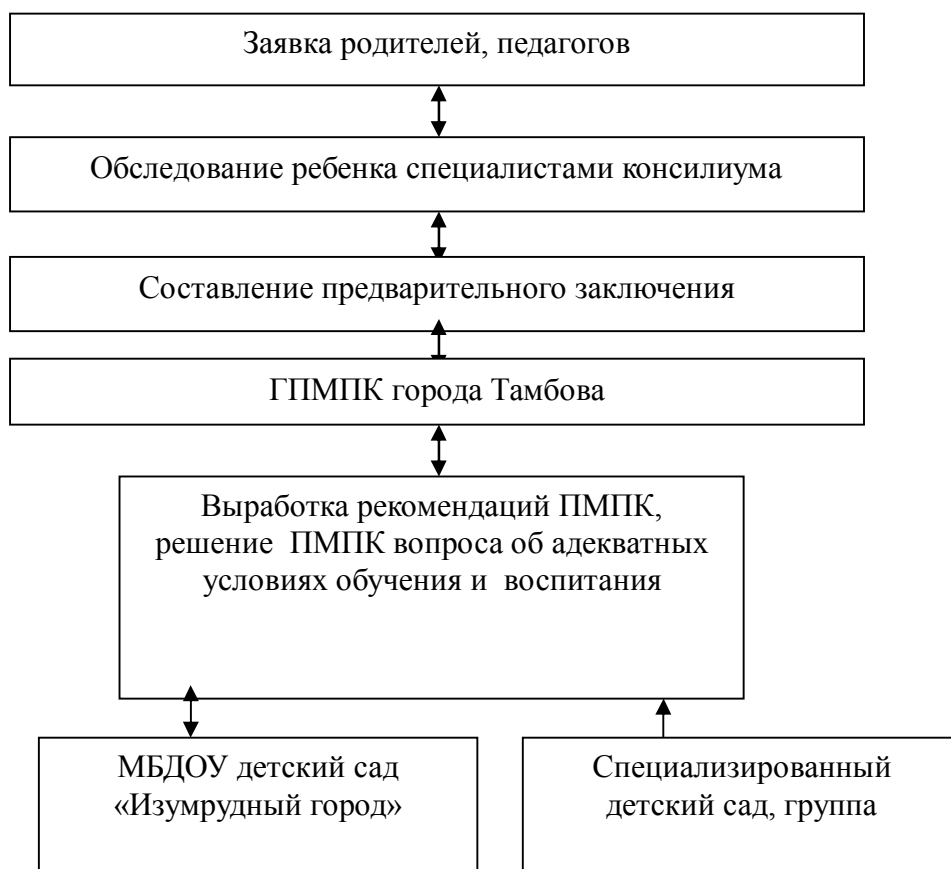 Заявка родителей, педагогов
Обследование ребенка специалистами консилиума
Составление предварительного заключения
ГПМПК города Тамбова
Выработка рекомендаций ПМПК,
решение ПМПК вопроса об адекватных
условиях обучения и воспитания
МБДОУ детский сад
«Изумрудный город»
Специализированный
детский сад, группа